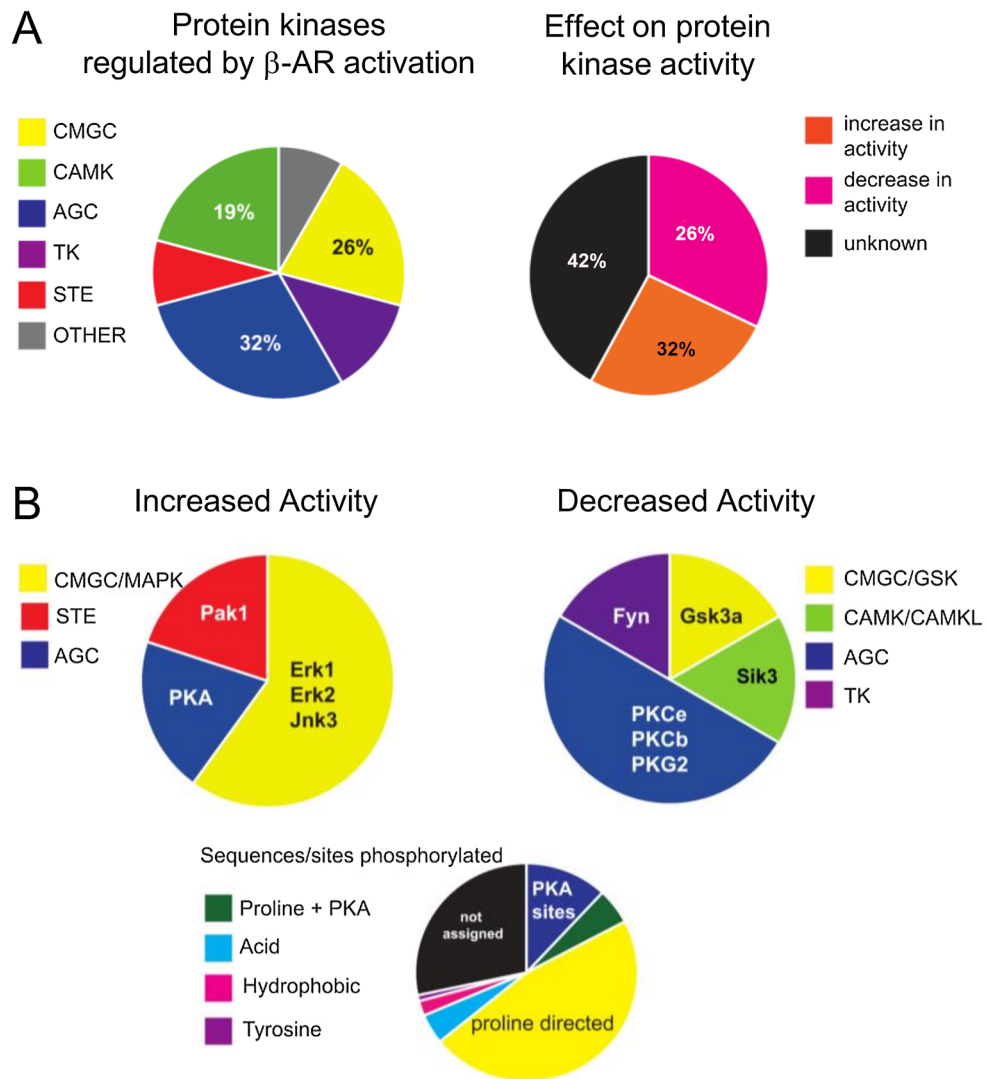 A
Protein kinases
regulated by β-AR activation
Effect on protein
kinase activity
CMGC
CAMK
AGC
TK
STE
OTHER
19%
26%
32%
42%
26%
32%
increase in
activity
decrease in
activity
unknown
B
Increased Activity
Decreased Activity
CMGC/MAPK
STE
AGC
Pak1
PKA
Erk1
Erk2
Jnk3
Fyn
Gsk3a
Sik3
PKCe
PKCb
PKG2
CMGC/GSK
CAMK/CAMKL
AGC
TK
Sequences/sites phosphorylated
Proline + PKA
Acid
Hydrophobic
Tyrosine
not
assigned
PKA
sites
proline directed